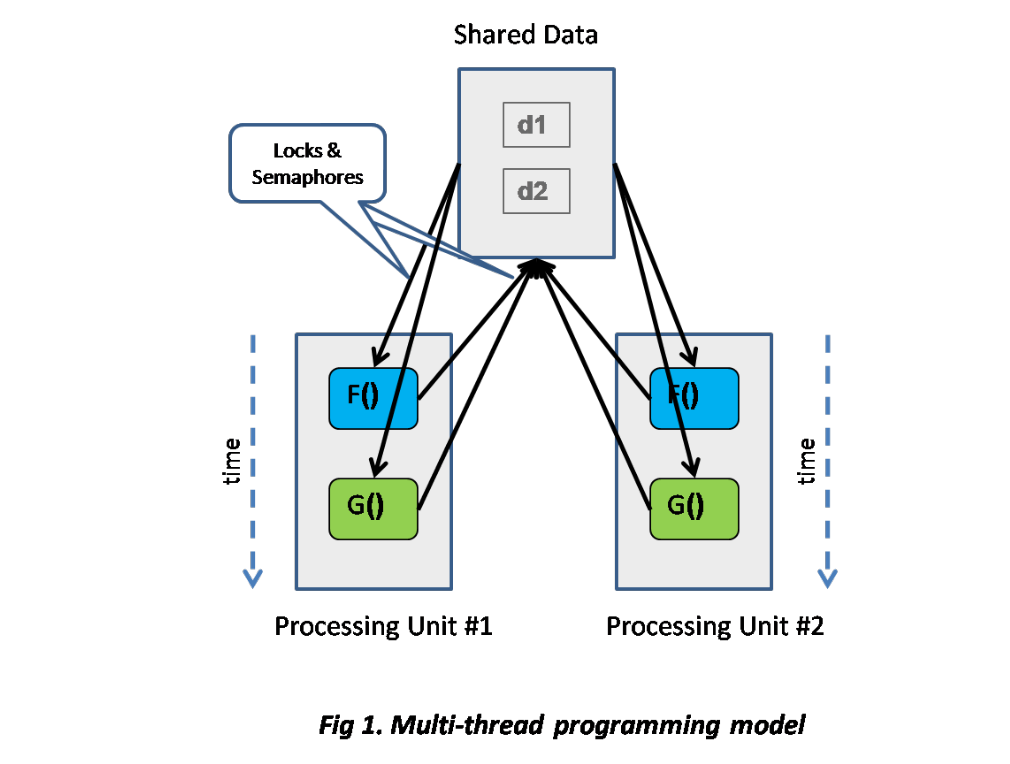 Shared Data
d1
d2
Locks &
Semaphores
time
F()
G()
F()
G()
time
Processing Unit #1
Processing Unit #2
Fig 1. Multi-thread programming model